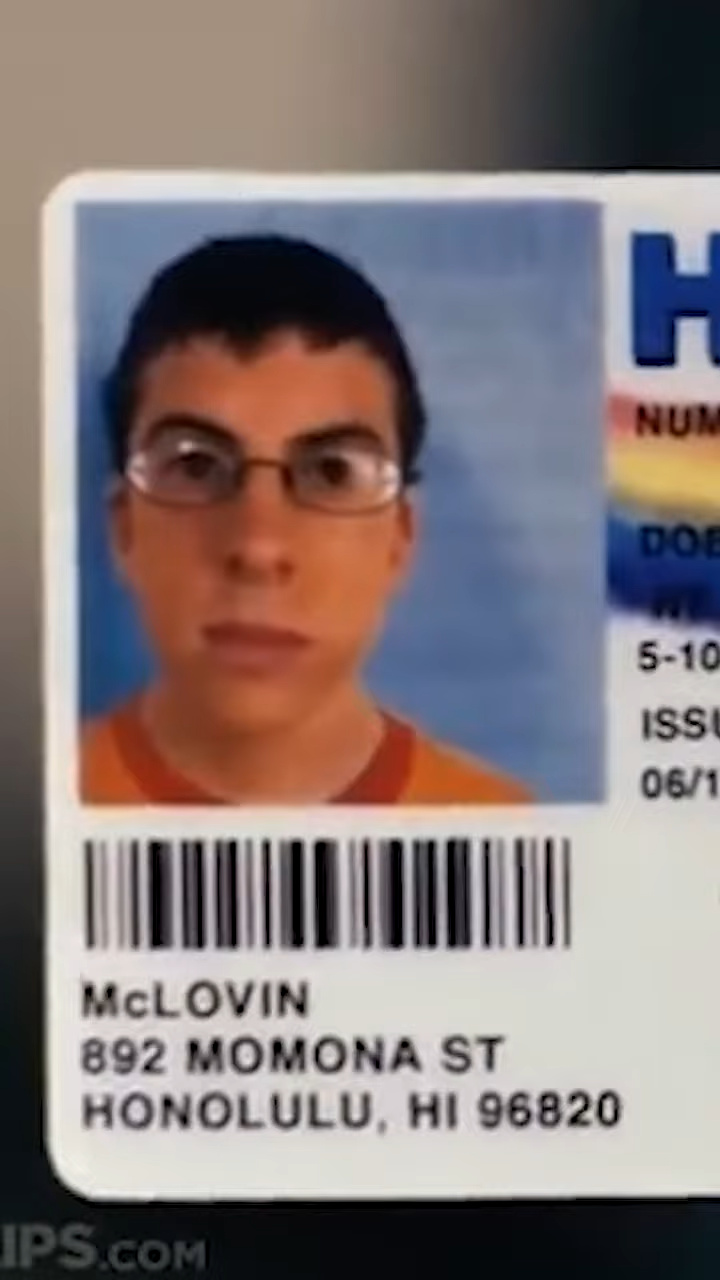 H
NUM
DOB
5-10
ISSU
06/1
McLOVIN
892 MOMONA ST
HONOLULU, HI 96820
IPS.COM